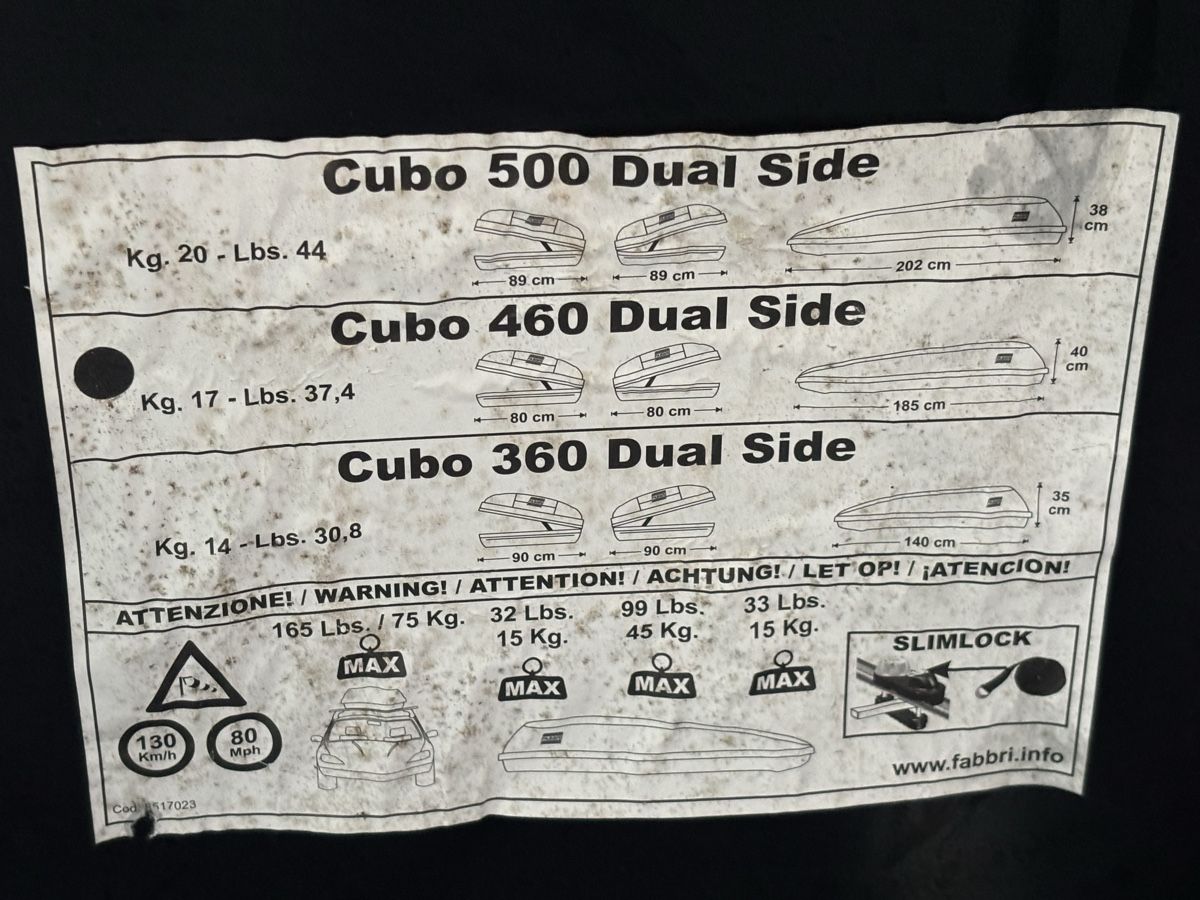 Cubo 500 Dual Side
Kg. 20 - Lbs. 44
89 cm
89 cm
202 cm
38 cm
Cubo 460 Dual Side
Kg. 17 - Lbs. 37,4
80 cm
80 cm
185 cm
40 cm
Cubo 360 Dual Side
Kg. 14 - Lbs. 30,8
90 cm
90 cm
140 cm
35 cm
ATTENZIONE! / WARNING! / ATTENTION! / ACHTUNG! / LET OP! / ¡ATENCION!
165 Lbs. / 75 Kg.
MAX
32 Lbs.
15 Kg.
MAX
99 Lbs.
45 Kg.
MAX
33 Lbs.
15 Kg.
MAX
SLIMLOCK
130
Km/h
80
Mph
www.fabbri.info
Cod.